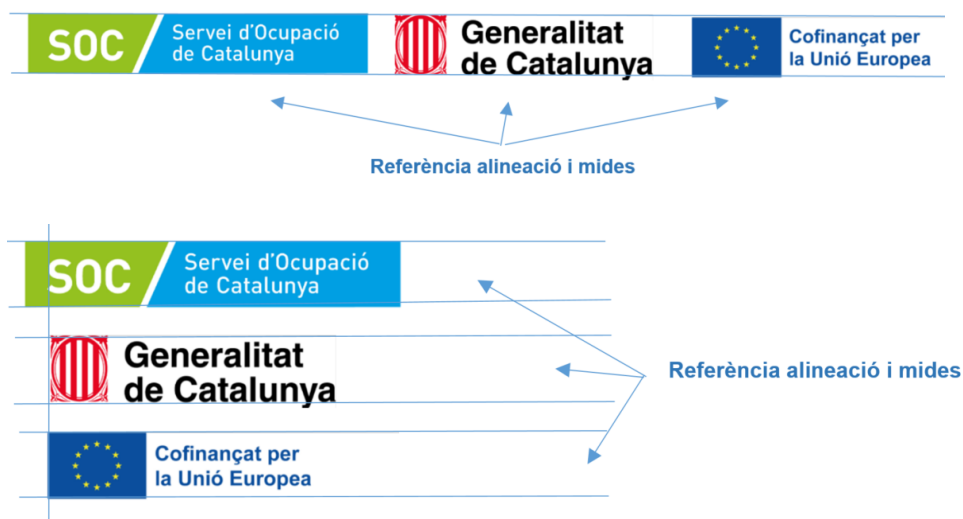 SOC
Servei d'Ocupació
de Catalunya
Generalitat
de Catalunya
Cofinançat per
la Unió Europea
Referència alineació i mides
SOC
Servei d'Ocupació
de Catalunya
Generalitat
de Catalunya
Referència alineació i mides
Cofinançat per
la Unió Europea